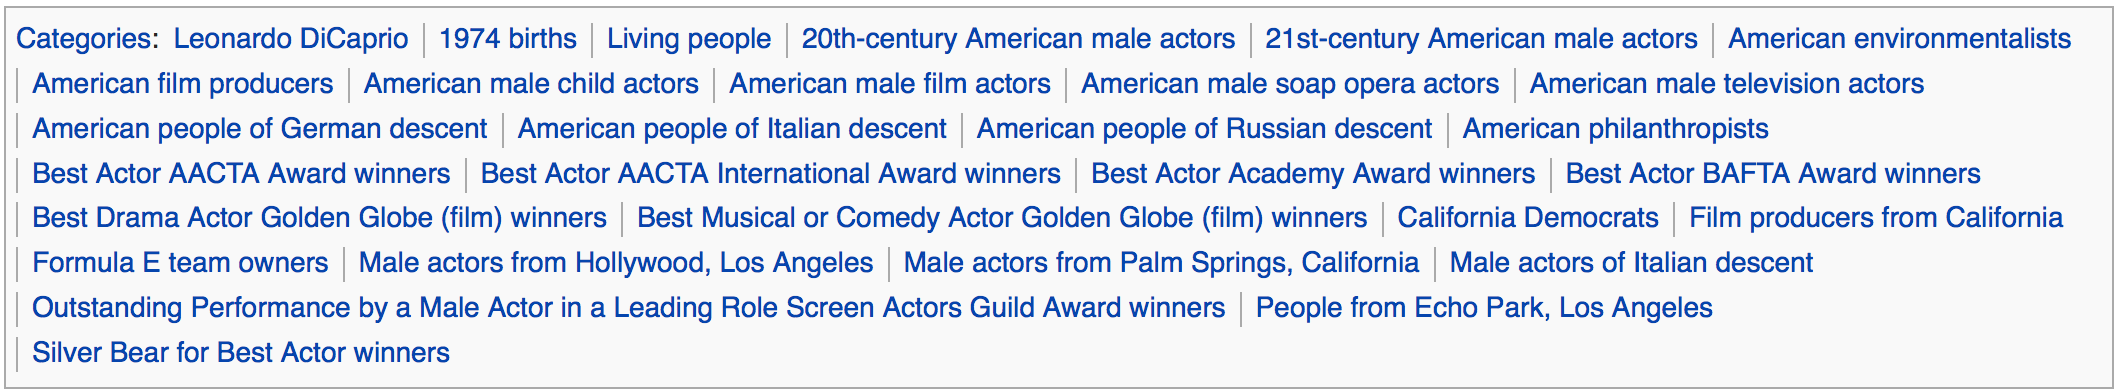 Categories: Leonardo DiCaprio | 1974 births | Living people | 20th-century American male actors | 21st-century American male actors | American environmentalists
| American film producers | American male child actors | American male film actors | American male soap opera actors | American male television actors
| American people of German descent | American people of Italian descent | American people of Russian descent | American philanthropists
| Best Actor AACTA Award winners | Best Actor AACTA International Award winners | Best Actor Academy Award winners | Best Actor BAFTA Award winners
| Best Drama Actor Golden Globe (film) winners | Best Musical or Comedy Actor Golden Globe (film) winners | California Democrats | Film producers from California
| Formula E team owners | Male actors from Hollywood, Los Angeles | Male actors from Palm Springs, California | Male actors of Italian descent
| Outstanding Performance by a Male Actor in a Leading Role Screen Actors Guild Award winners | People from Echo Park, Los Angeles
| Silver Bear for Best Actor winners